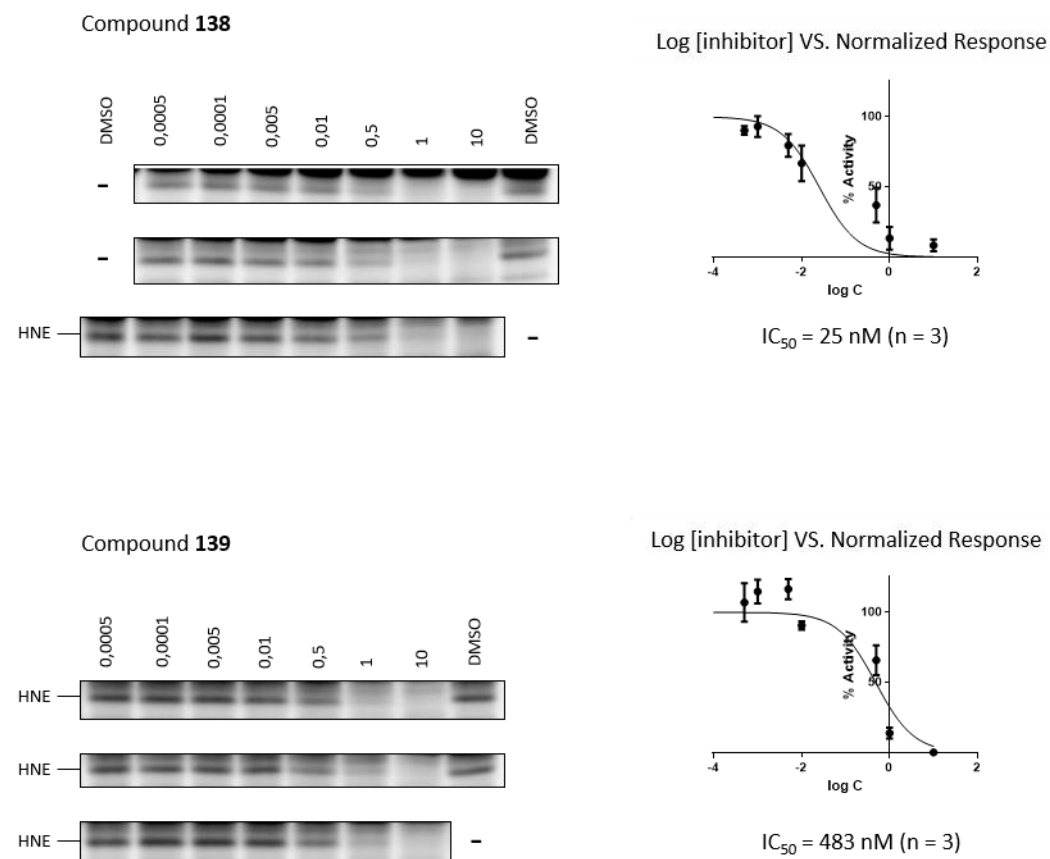 Compound 138
Log [inhibitor] VS. Normalized Response
DMSO 0,0005 0,0001 0,005 0,01 0,5 1 10 DMSO
-
-
HNE -
100
50
% Activity
-4 -2 0 2
log C
IC50 = 25 nM (n = 3)
Compound 139
Log [inhibitor] VS. Normalized Response
0,0005 0,0001 0,005 0,01 0,5 1 10 DMSO
HNE
HNE
HNE -
100
50
% Activity
-4 -2 0 2
log C
IC50 = 483 nM (n = 3)